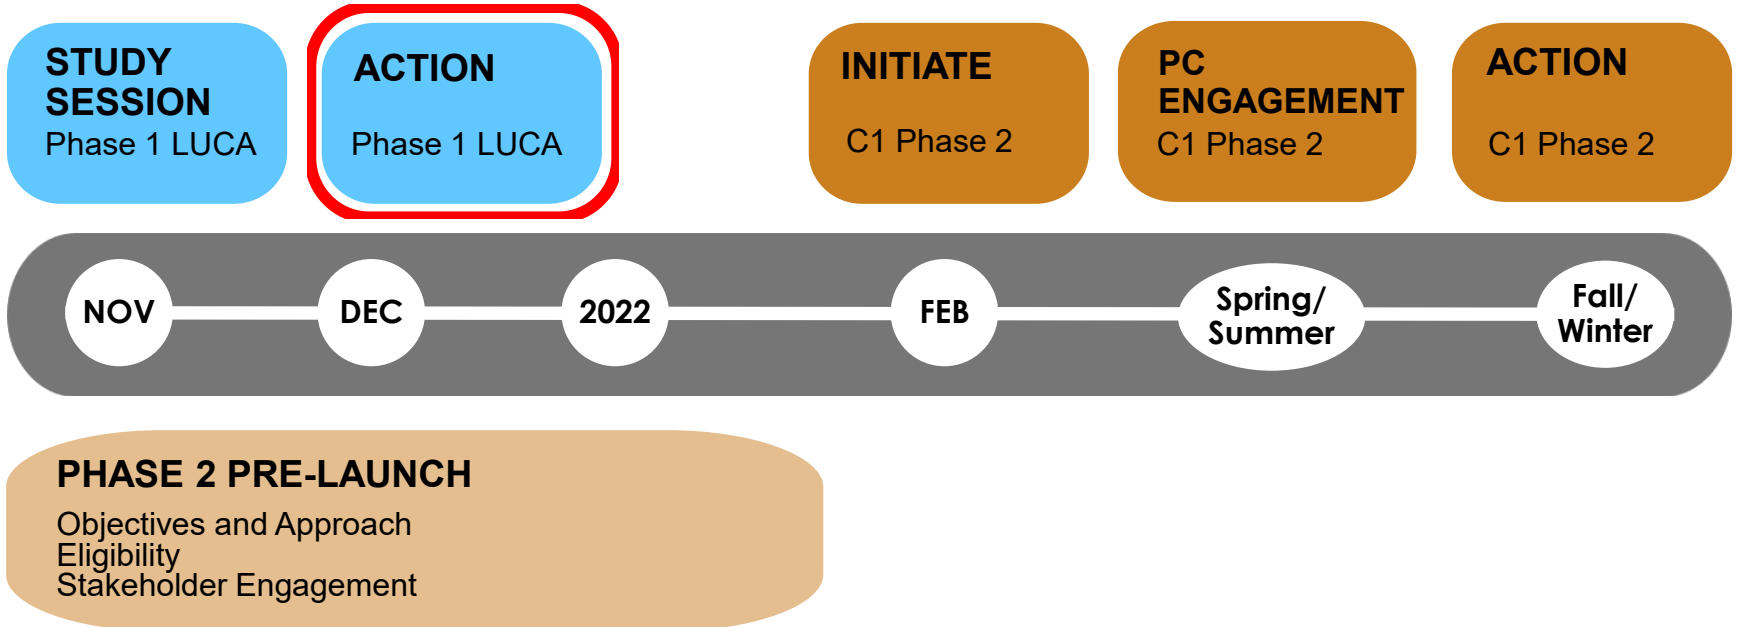 STUDY
SESSION
Phase 1 LUCA
ACTION
Phase 1 LUCA
INITIATE
C1 Phase 2
PC
ENGAGEMENT
C1 Phase 2
ACTION
C1 Phase 2
NOV
DEC
2022
FEB
Spring/
Summer
Fall/
Winter
PHASE 2 PRE-LAUNCH
Objectives and Approach
Eligibility
Stakeholder Engagement